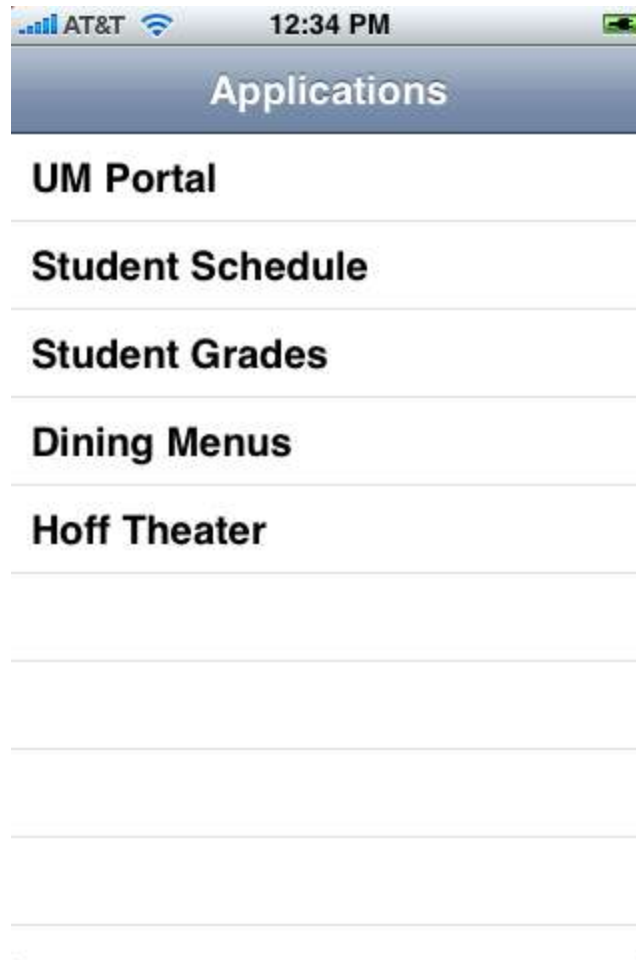 AT&T 12:34 PM
Applications
UM Portal
Student Schedule
Student Grades
Dining Menus
Hoff Theater